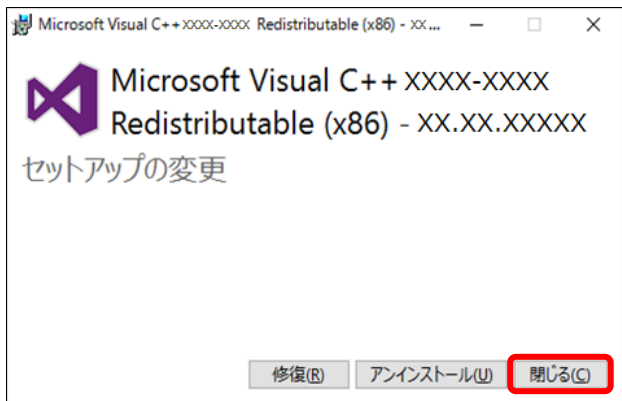 Microsoft Visual C++ XXXX-XXXX Redistributable (x86) - XX ...
Microsoft Visual C++ XXXX-XXXX
Redistributable (x86) - XX.XX.XXXXX
セットアップの変更
修復(R) アンインストール(U) 閉じる(C)